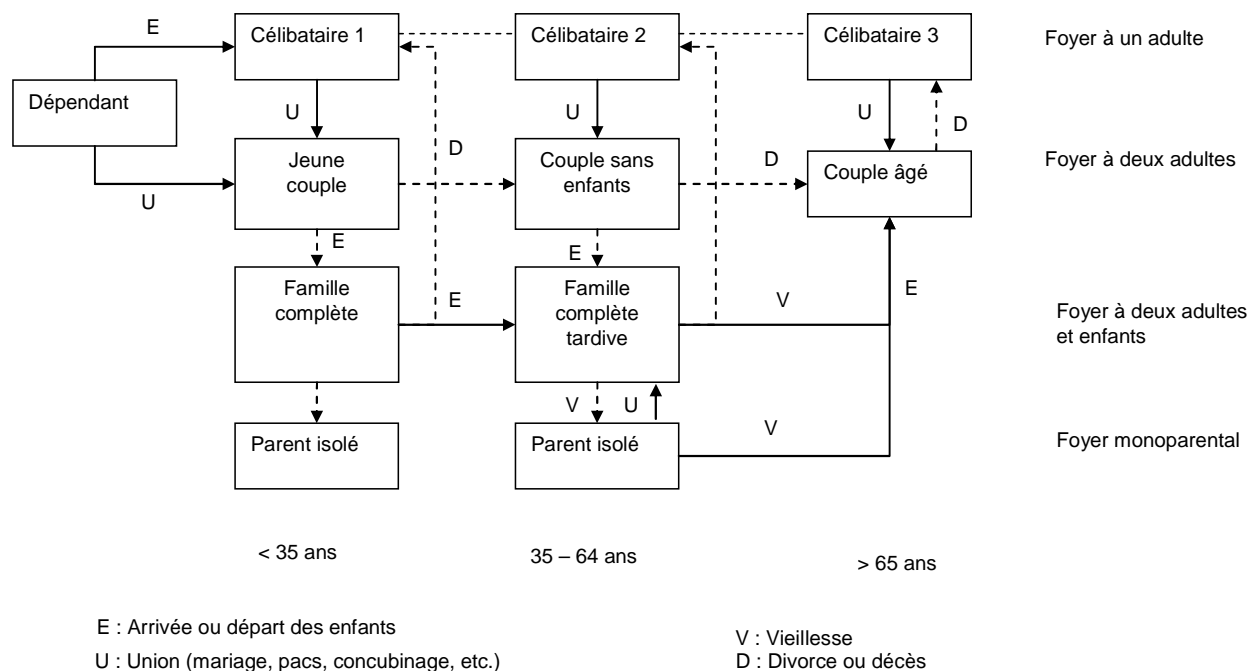 E
Célibataire 1
Célibataire 2
Célibataire 3
Foyer à un adulte
Dépendant
U
U
U
D
D
D
U
Jeune
couple
Couple sans
enfants
Couple âgé
Foyer à deux adultes
E
E
Famille
complète
Famille
complète
tardive
E
V
E
Foyer à deux adultes
et enfants
V
U
Parent isolé
Parent isolé
V
Foyer monoparental
< 35 ans
35 – 64 ans
> 65 ans
E : Arrivée ou départ des enfants
U : Union (mariage, pacs, concubinage, etc.)
V : Vieillesse
D : Divorce ou décès